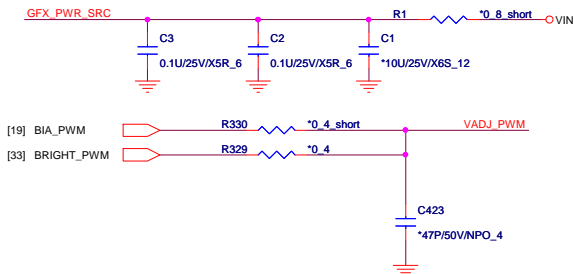 GFX_PWR_SRC
R1 *0_8_short VIN
C3 C2 C1
0.1U/25V/X5R_6 0.1U/25V/X5R_6 *10U/25V/X6S_12
[19] BIA_PWM R330 *0_4_short VADJ_PWM
[33] BRIGHT_PWM R329 *0_4
C423
*47P/50V/NPO_4